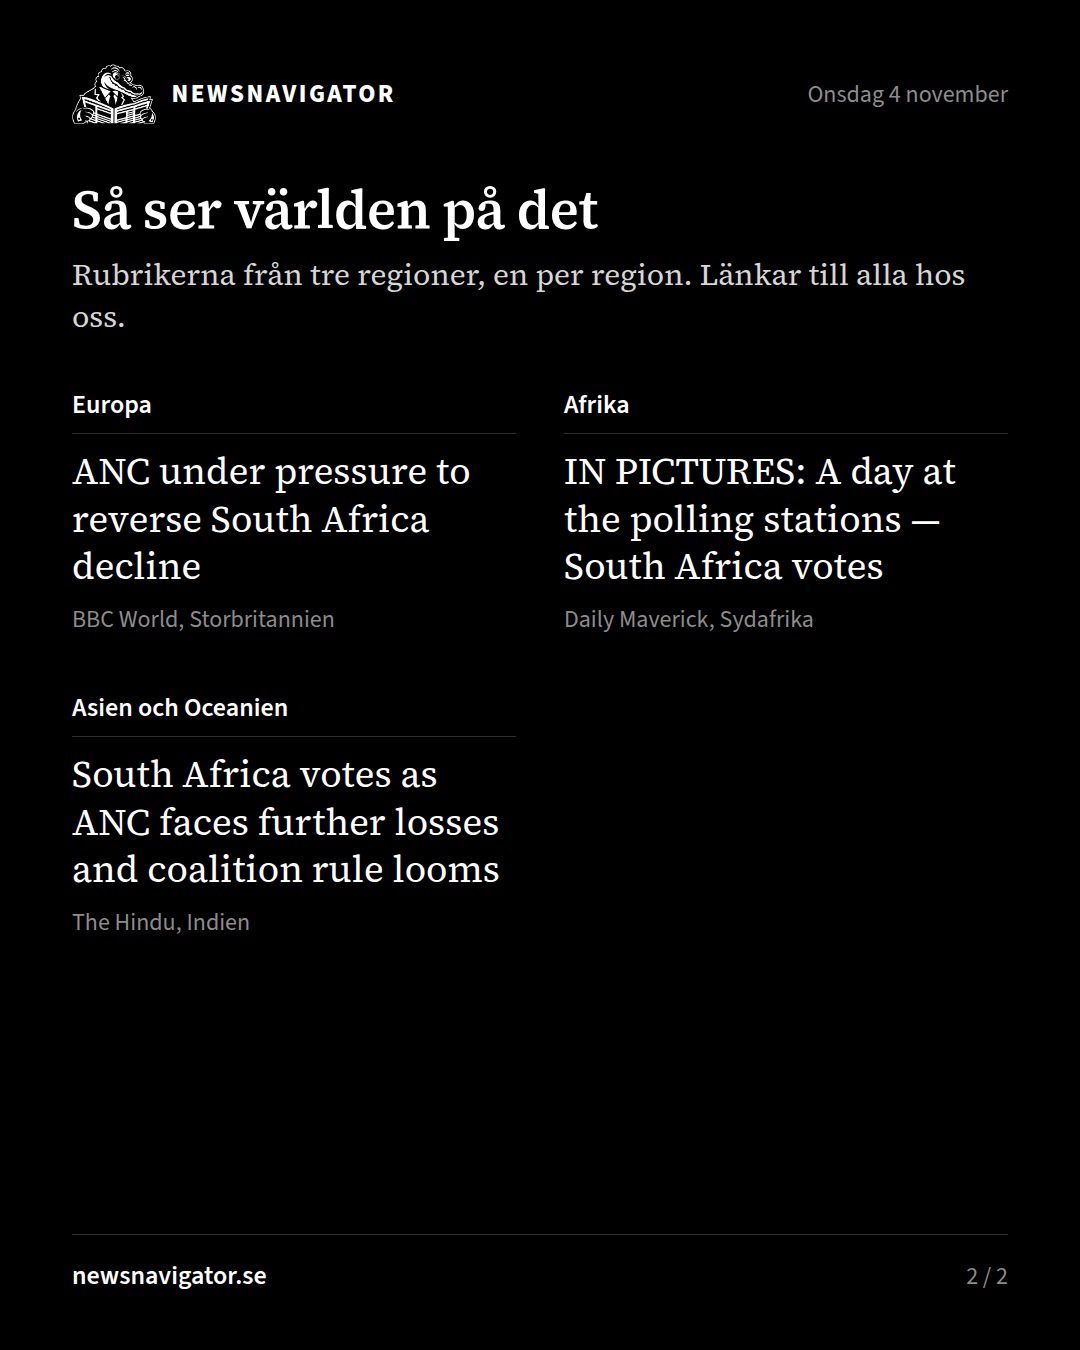 NEWSNAVIGATOR
Onsdag 4 november
Så ser världen på det
Rubrikerna från tre regioner, en per region. Länkar till alla hos
oss.
Europa
ANC under pressure to
reverse South Africa
decline
BBC World, Storbritannien
Afrika
IN PICTURES: A day at
the polling stations —
South Africa votes
Daily Maverick, Sydafrika
Asien och Oceanien
South Africa votes as
ANC faces further losses
and coalition rule looms
The Hindu, Indien
newsnavigator.se
2 / 2